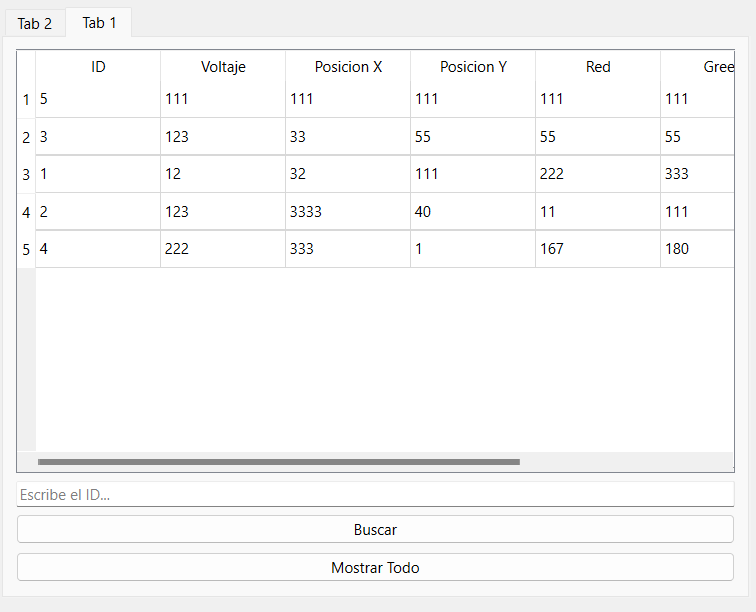 Tab 2 Tab 1
ID Voltaje Posicion X Posicion Y Red Gree
1 5 111 111 111 111 111
2 3 123 33 55 55 55
3 1 12 32 111 222 333
4 2 123 3333 40 11 111
5 4 222 333 1 167 180
Escribe el ID...
Buscar
Mostrar Todo